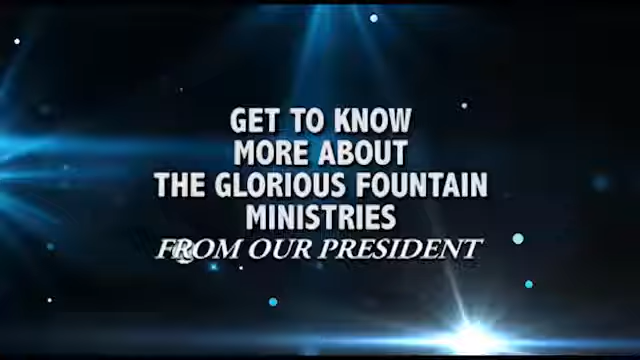 GET TO KNOW
MORE ABOUT
THE GLORIOUS FOUNTAIN
MINISTRIES
FROM OUR PRESIDENT